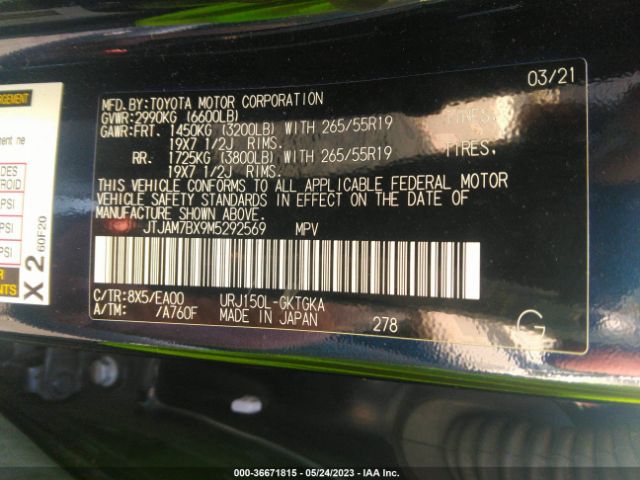 03/21
MFD. BY: TOYOTA MOTOR CORPORATION
GVWR: 2990KG (6600LB)
GAWR: FRT. 1450KG (3200LB) WITH 265/55R19 TIRES,
19X7 1/2J RIMS.
RR. 1725KG (3800LB) WITH 265/55R19 TIRES,
19X7 1/2J RIMS.
THIS VEHICLE CONFORMS TO ALL APPLICABLE FEDERAL MOTOR
VEHICLE SAFETY STANDARDS IN EFFECT ON THE DATE OF
MANUFACTURE SHOWN ABOVE.
JTJAM7BX9M5292569 MPV
C/TR: 8X5/EA00 URJ150L-GKTGKA
A/TM: /A760F MADE IN JAPAN 278
G
X2
60F20
PSI
PSI
PSI
000-36671815 - 05/24/2023 - IAA Inc.